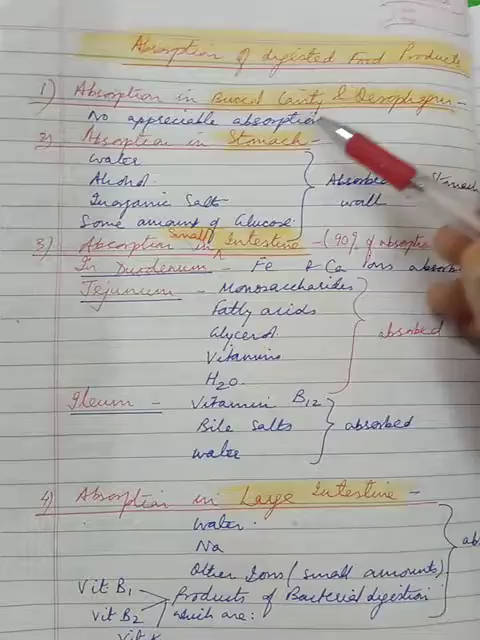 Absorption of digested Food Products
1) Absorption in Buccal Cavity & Oesophagus -
No appreciable absorption
2) Absorption in Stomach -
Water
Alcohol
Inorganic Salts
Some amount of Glucose
Absorbed
wall
3) Absorption in Small Intestine - (90% of absorptio
In Duodenum - Fe & Ca ions absorb
Jejunum - Monosaccharides
Fatty acids
Glycerol
Vitamins
H2O
absorbed
Ileum - Vitamin B12
Bile Salts
water
absorbed
4) Absorption in Large Intestine -
Water
Na
Other Ions (small amounts)
ab
Vit B1
Products of Bacterial digestion
Vit B2
which are:
Vit K